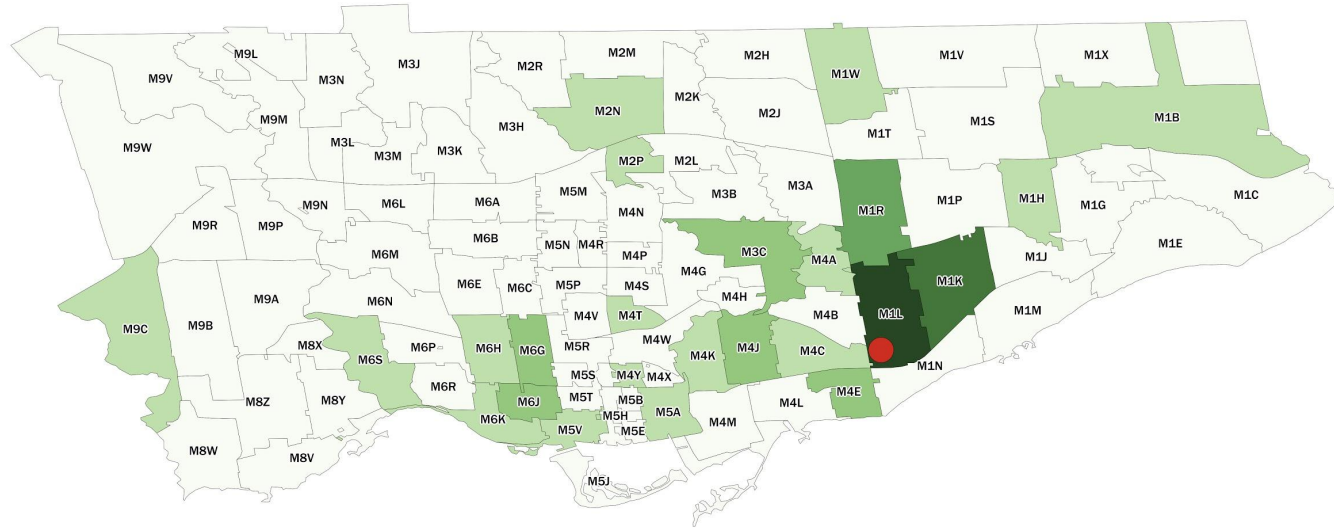 M9L
M3J
M2M
M2H
M1V
M1X
M9V
M3N
M2R
M1W
M2K
M2N
M2J
M1B
M9M
M3H
M1S
M1T
M9W
M3L
M3M
M3K
M2P
M2L
M3A
M3B
M5M
M1R
M1P
M1H
M1G
M1C
M9N
M6L
M6A
M4N
M9R
M9P
M6B
M5N
M4R
M1E
M6M
M4P
M3C
M4A
M1J
M4G
M6E
M6C
M5P
M4S
M1K
M9A
M6N
M4H
M4V
M4T
M4B
M1L
M1M
M9C
M9B
M8X
M6P
M6H
M6G
M5R
M4W
M4K
M4J
M4C
M6S
M1N
M5S
M4Y
M4X
M6R
M4E
M8Z
M8Y
M6J
M5T
M5B
M4L
M6K
M5H
M5A
M4M
M5V
M5E
M8W
M8V
M5J